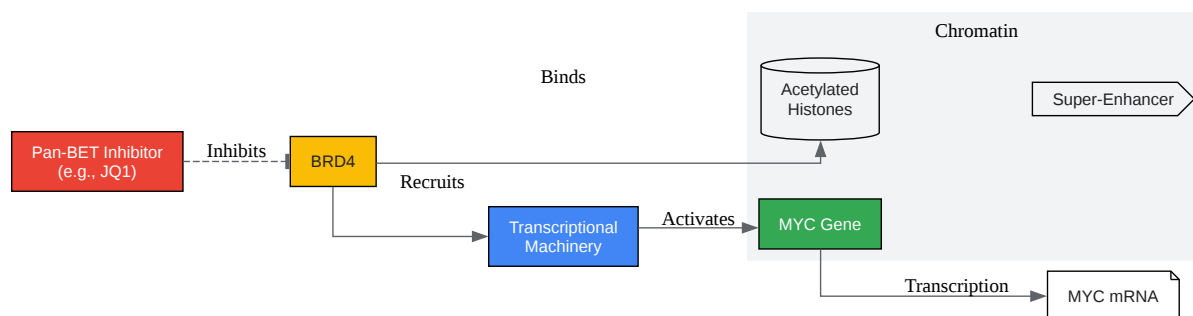 Chromatin
Binds
Acetylated
Histones
Super-Enhancer
Pan-BET Inhibitor
(e.g., JQ1)
Inhibits
BRD4
Recruits
Transcriptional
Machinery
Activates
MYC Gene
Transcription
MYC mRNA